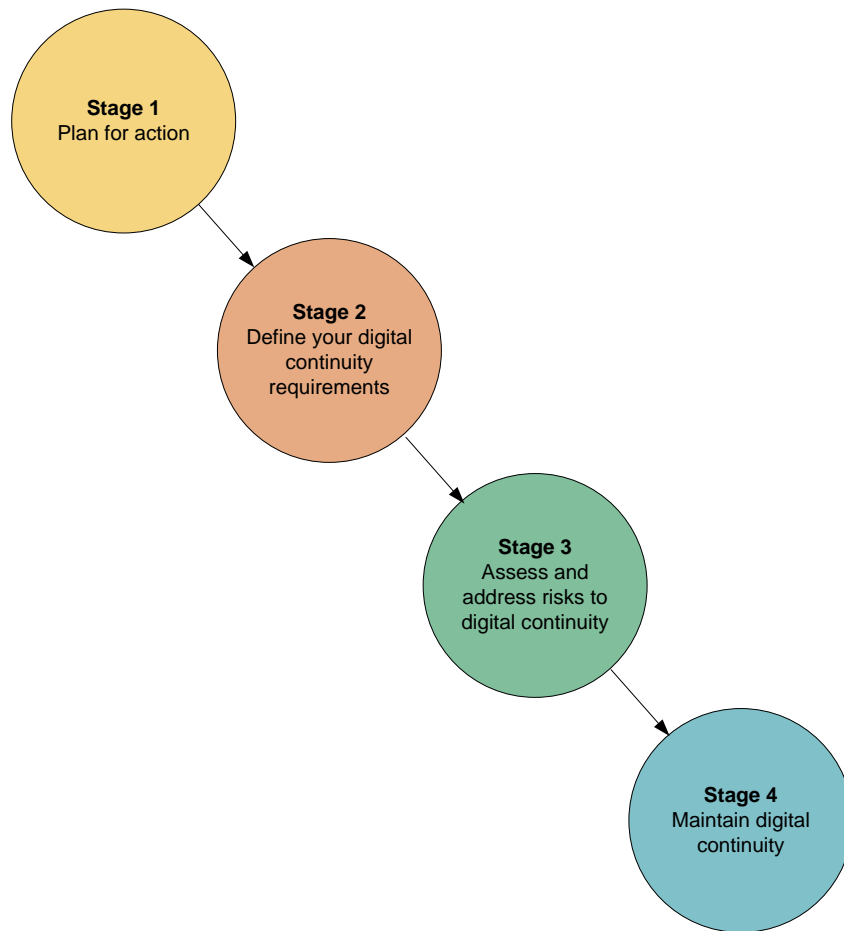 Stage 1
Plan for action
Stage 2
Define your digital
continuity
requirements
Stage 3
Assess and
address risks to
digital continuity
Stage 4
Maintain digital
continuity